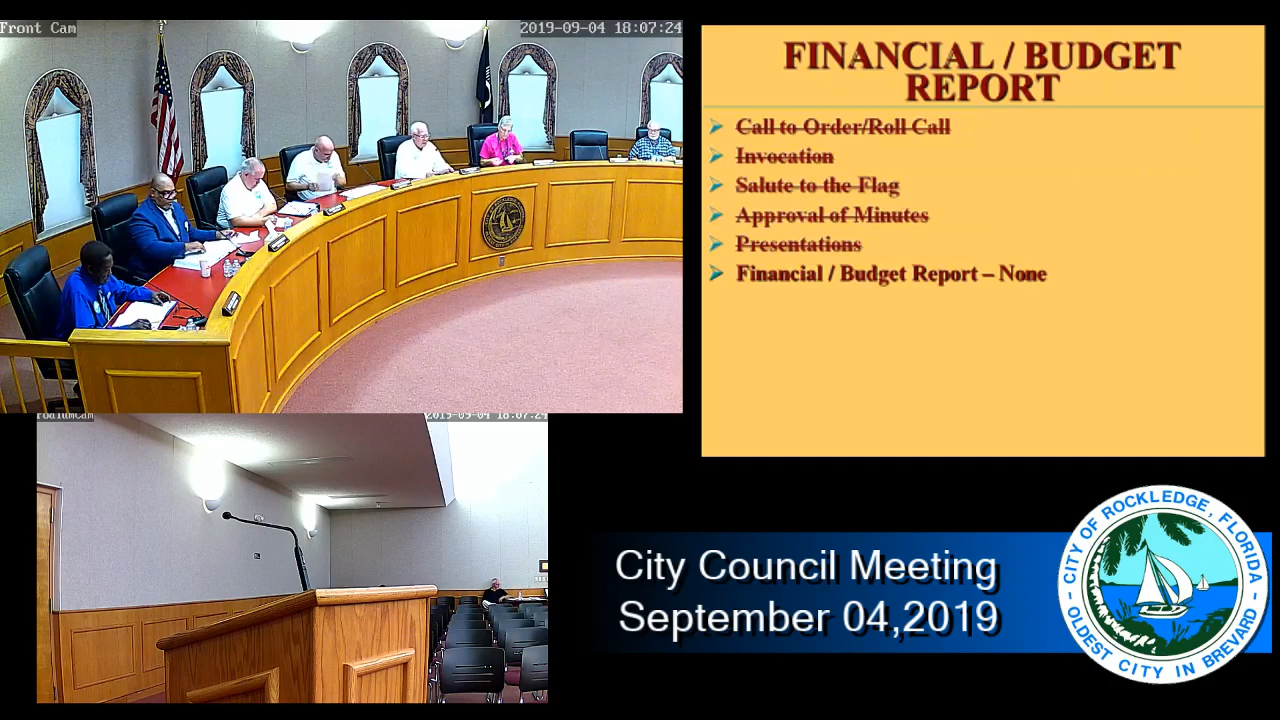 Front Cam
2019-09-04 18:07:24
FINANCIAL / BUDGET
REPORT
Call to Order/Roll Call
Invocation
Salute to the Flag
Approval of Minutes
Presentations
Financial / Budget Report – None
PodiumCam
2019-09-04 18:07:24
City Council Meeting
September 04,2019
CITY OF ROCKLEDGE, FLORIDA
OLDEST CITY IN BREVARD